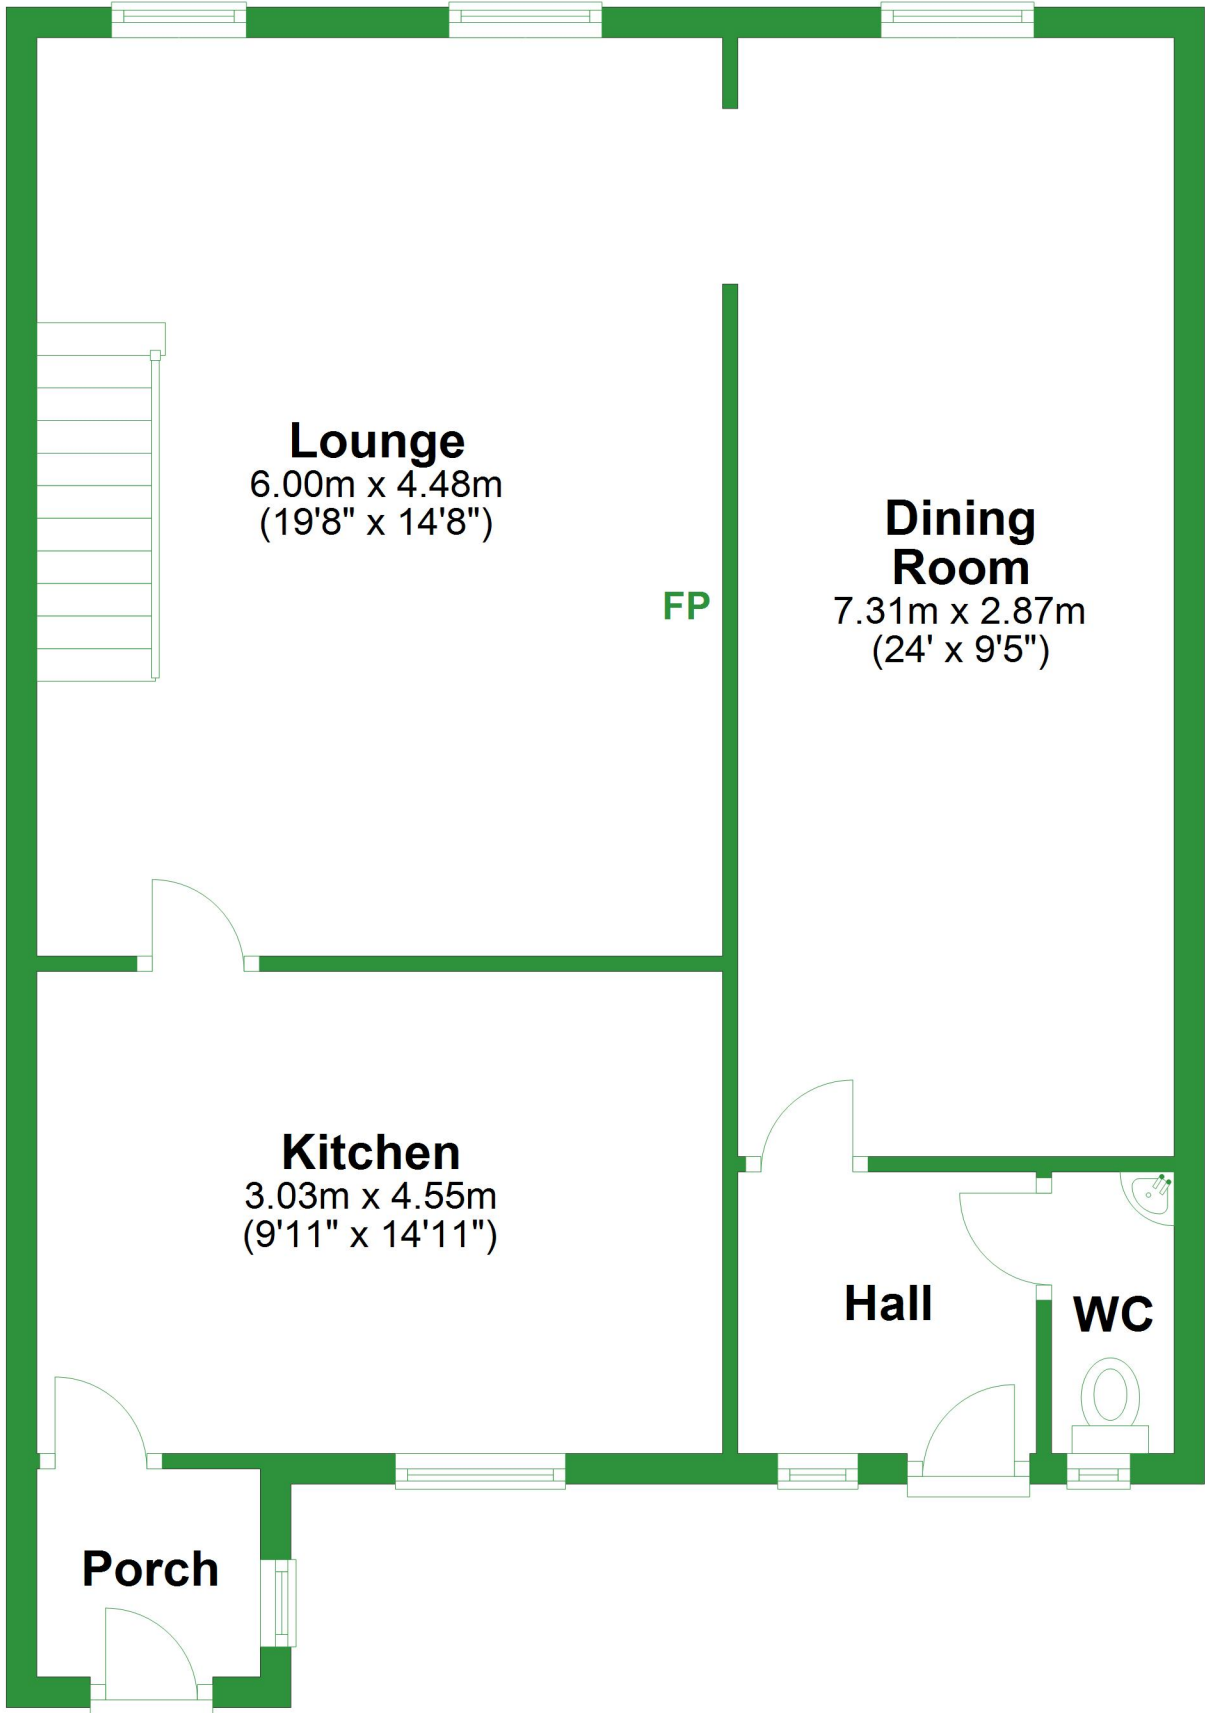 Lounge
6.00m x 4.48m
(19'8" x 14'8")
FP
Dining
Room
7.31m x 2.87m
(24' x 9'5")
Kitchen
3.03m x 4.55m
(9'11" x 14'11")
Hall
WC
Porch